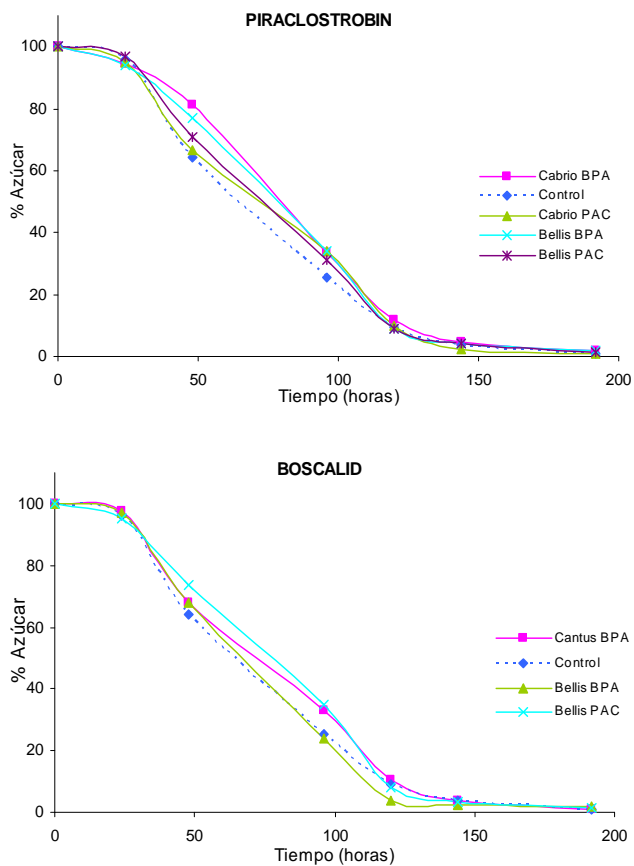 PIRACLOSTROBIN
100
80
60
40
20
0
% Azúcar
Cabrio BPA
Control
Cabrio PAC
Bellis BPA
Bellis PAC
0
50
100
150
200
Tiempo (horas)
BOSCALID
100
80
60
40
20
0
% Azúcar
Cantus BPA
Control
Bellis BPA
Bellis PAC
0
50
100
150
200
Tiempo (horas)